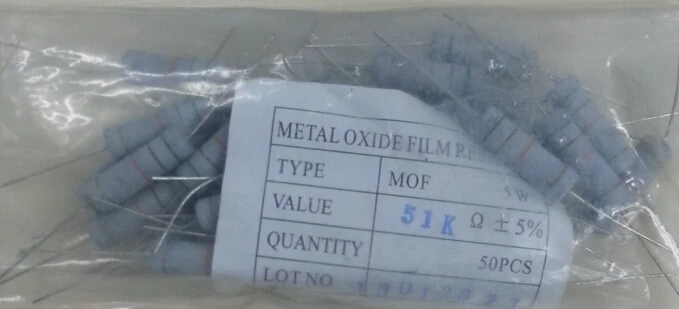 METAL OXIDE FILM
TYPE MOF 5W
VALUE 51K Ω ± 5%
QUANTITY 50PCS
LOT NO